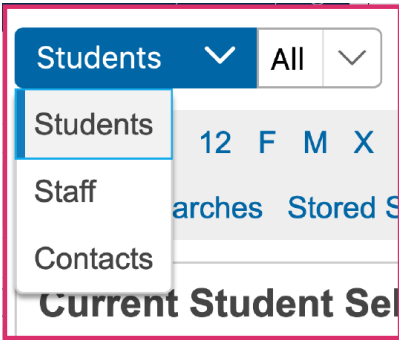 Students All
Students
12 F M X
Staff
arches Stored S
Contacts
Current Student Sel